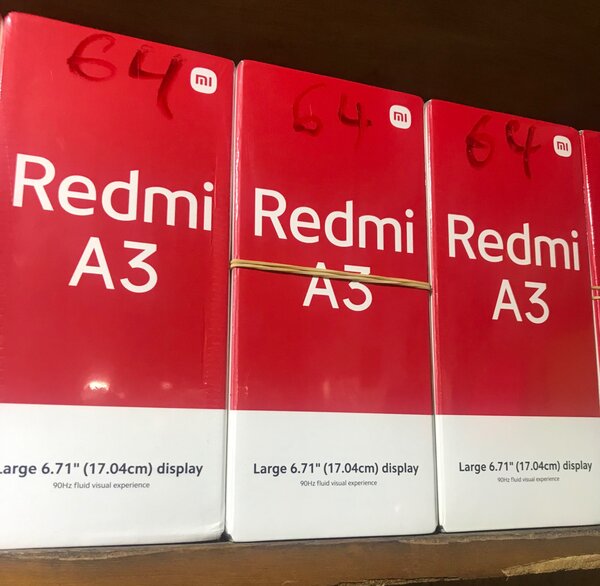 64
mi
Redmi
A3
Large 6.71" (17.04cm) display
90Hz fluid visual experience
64
mi
Redmi
A3
Large 6.71" (17.04cm) display
90Hz fluid visual experience
64
mi
Redmi
A3
Large 6.71" (17.04cm) display
90Hz fluid visual experience